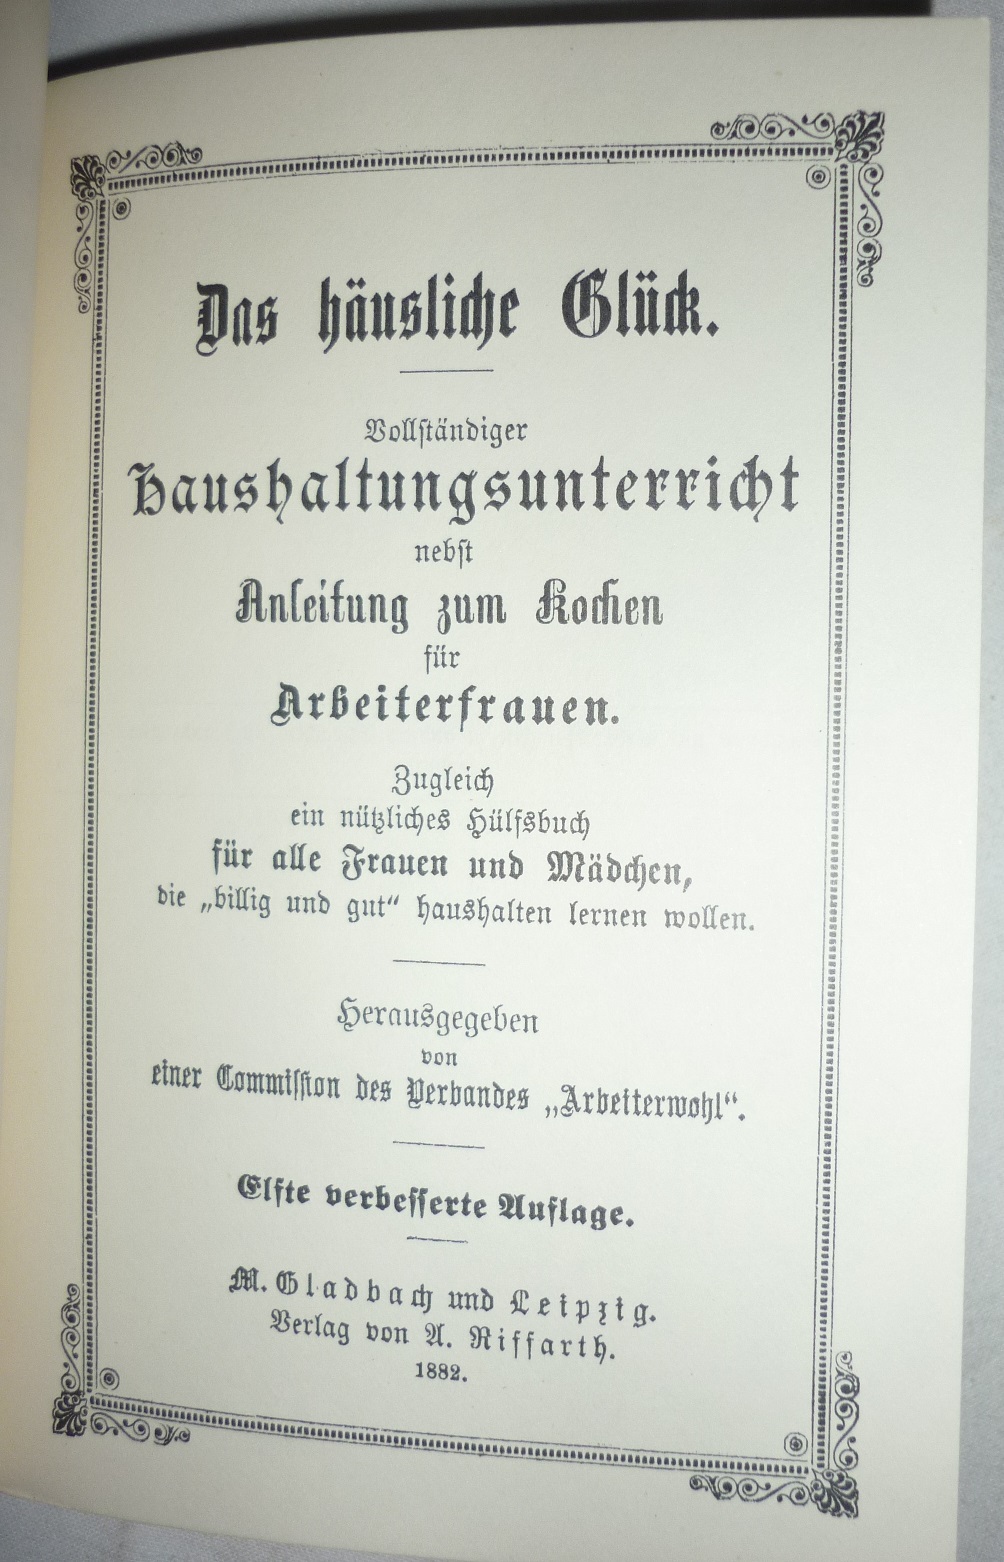 Das häusliche Glück.
Vollständiger
Haushaltungsunterricht
nebst
Anleitung zum Kochen
für
Arbeiterfrauen.
Zugleich
ein nützliches Hülfsbuch
für alle Frauen und Mädchen,
die „billig und gut“ haushalten lernen wollen.
Herausgegeben
von
einer Commission des Verbandes „Arbeiterwohl“.
Elfte verbesserte Auflage.
M. Gladbach und Leipzig.
Verlag von A. Riffarth.
1882.